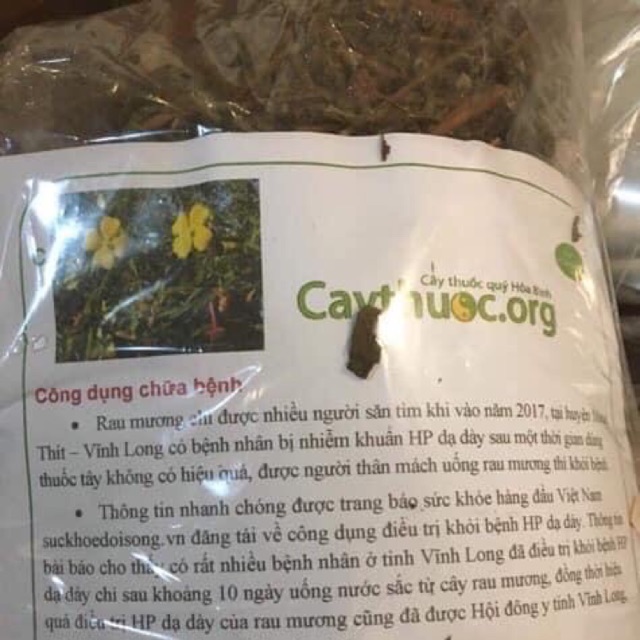 Cây thuốc quý Hòa Bình
Caythuoc.org
Công dụng chữa bệnh
• Rau mương chỉ được nhiều người săn tìm khi vào năm 2017, tại huyện
Thít – Vĩnh Long có bệnh nhân bị nhiễm khuẩn HP dạ dày sau một thời gian dùng
thuốc tây không có hiệu quả, được người thân mách uống rau mương thì khỏi bệnh.
• Thông tin nhanh chóng được trang báo sức khỏe hàng đầu Việt Nam
suckhoedoisong.vn đăng tải về công dụng điều trị khỏi bệnh HP dạ dày. Thông tin
bài báo cho thấy có rất nhiều bệnh nhân ở tỉnh Vĩnh Long đã điều trị khỏi bệnh HP
dạ dày chỉ sau khoảng 10 ngày uống nước sắc từ cây rau mương, đồng thời hiệu
quả điều trị HP dạ dày của rau mương cũng đã được Hội đông y tỉnh Vĩnh Long